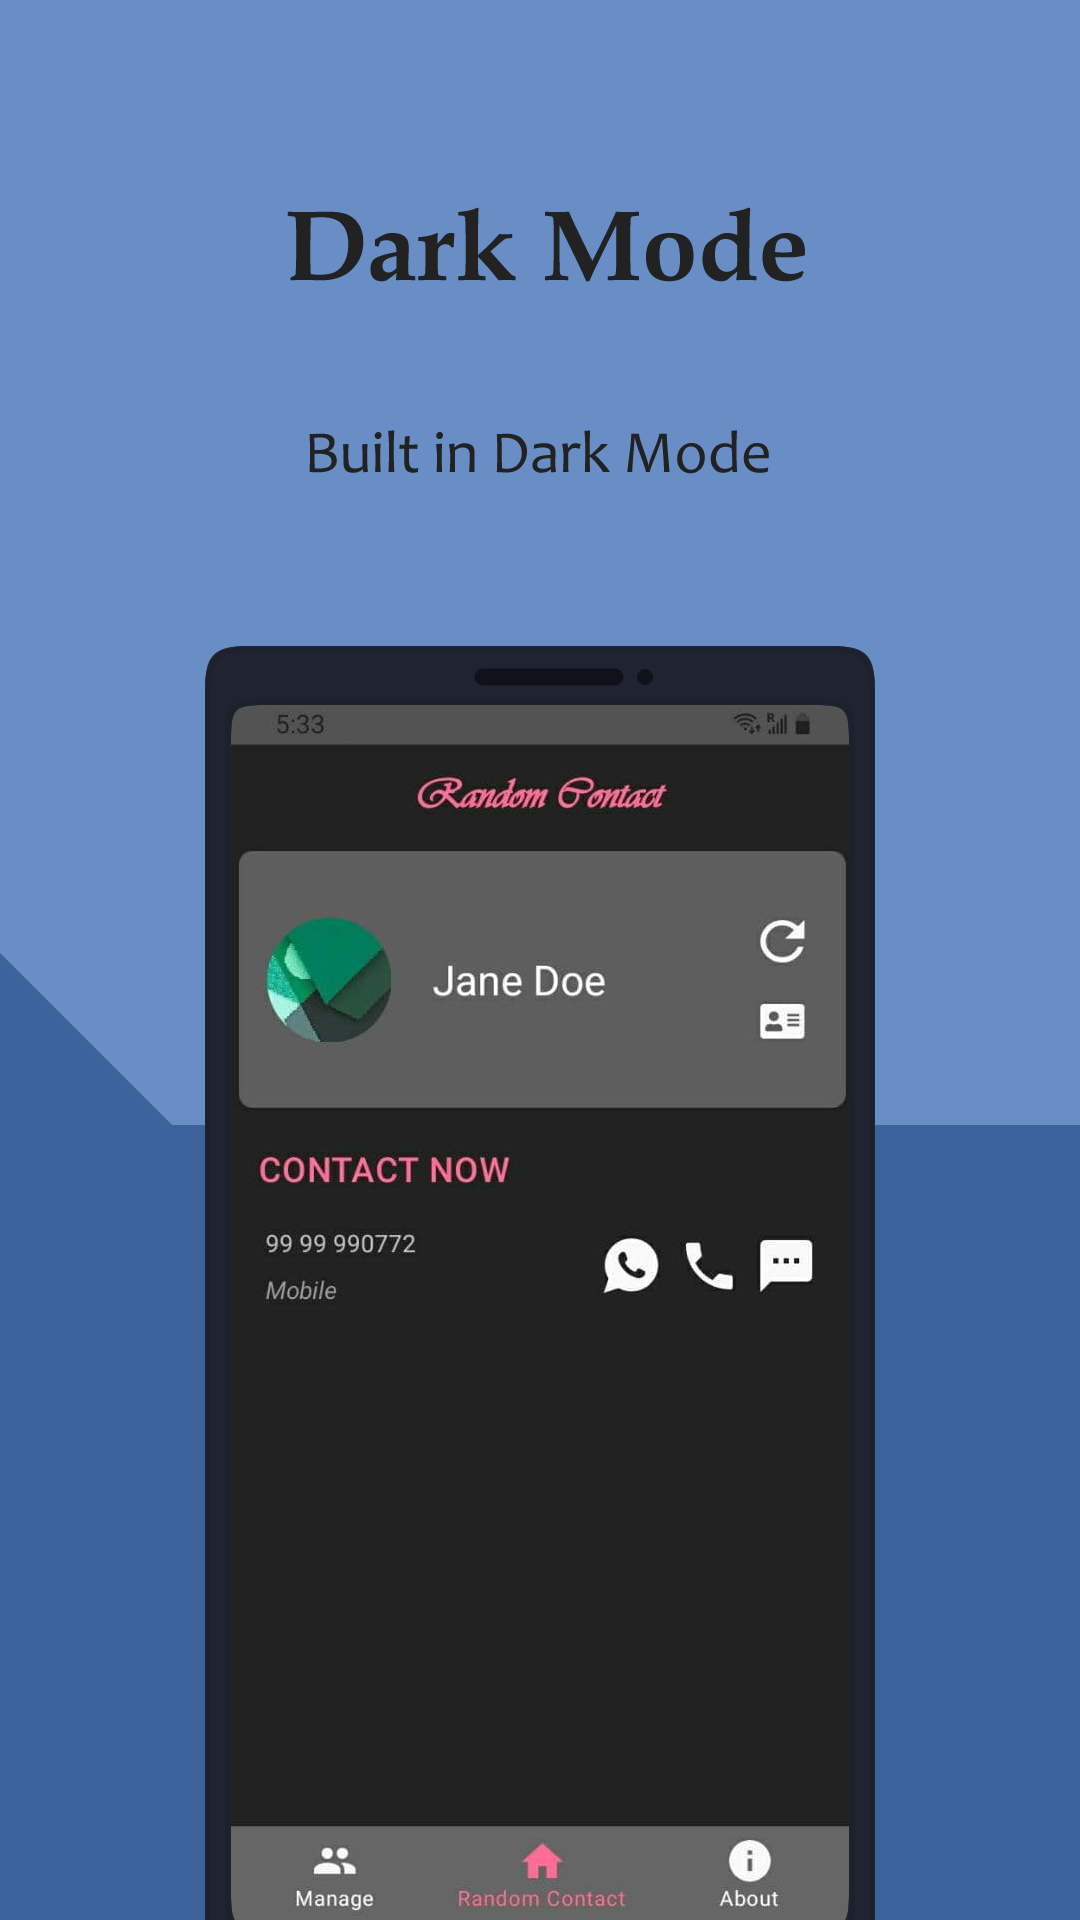 Dark Mode
Built in Dark Mode
5:33
R
Random Contact
Jane Doe
CONTACT NOW
99 99 990772
Mobile
Manage
Random Contact
About